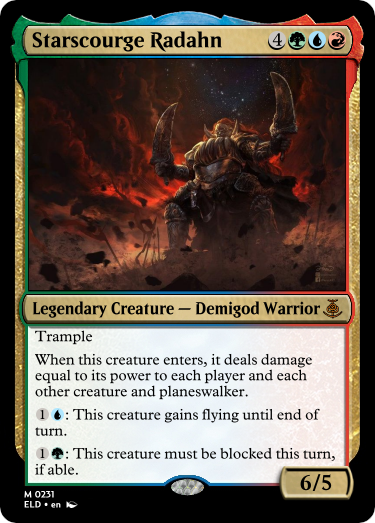 Starscourge Radahn 4
Legendary Creature — Demigod Warrior
Trample
When this creature enters, it deals damage
equal to its power to each player and each
other creature and planeswalker.
1 : This creature gains flying until end of
turn.
1 : This creature must be blocked this turn,
if able.
6/5
M 0231
ELD • en